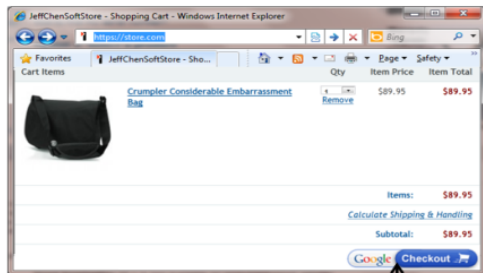 JeffChenSoftStore - Shopping Cart - Windows Internet Explorer
https://store.com
Bing
Favorites JeffChenSoftStore - Sho... Page Safety
Cart Items Qty Item Price Item Total
Crumpler Considerable Embarrassment Bag 1 $89.95 $89.95
Remove
Items: $89.95
Calculate Shipping & Handling
Subtotal: $89.95
Google Checkout